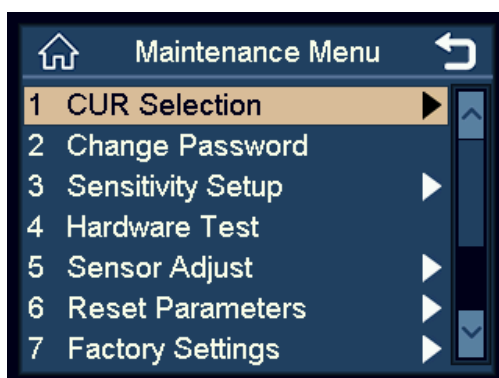 Maintenance Menu
1 CUR Selection
2 Change Password
3 Sensitivity Setup
4 Hardware Test
5 Sensor Adjust
6 Reset Parameters
7 Factory Settings